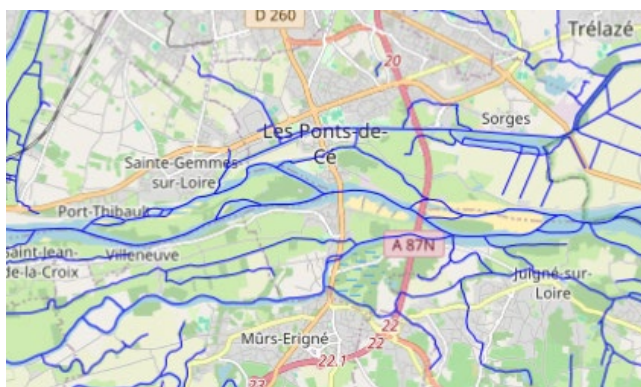 D 260
Trélazé
20
Sorges
Les Ponts-de-
Cé
Sainte-Gemmes-
sur-Loire
Port-Thibault
A 87N
Saint-Jean-
de-la-Croix
Villeneuve
Juigné-sur-
Loire
22
Mûrs-Erigné
22
22.1
23